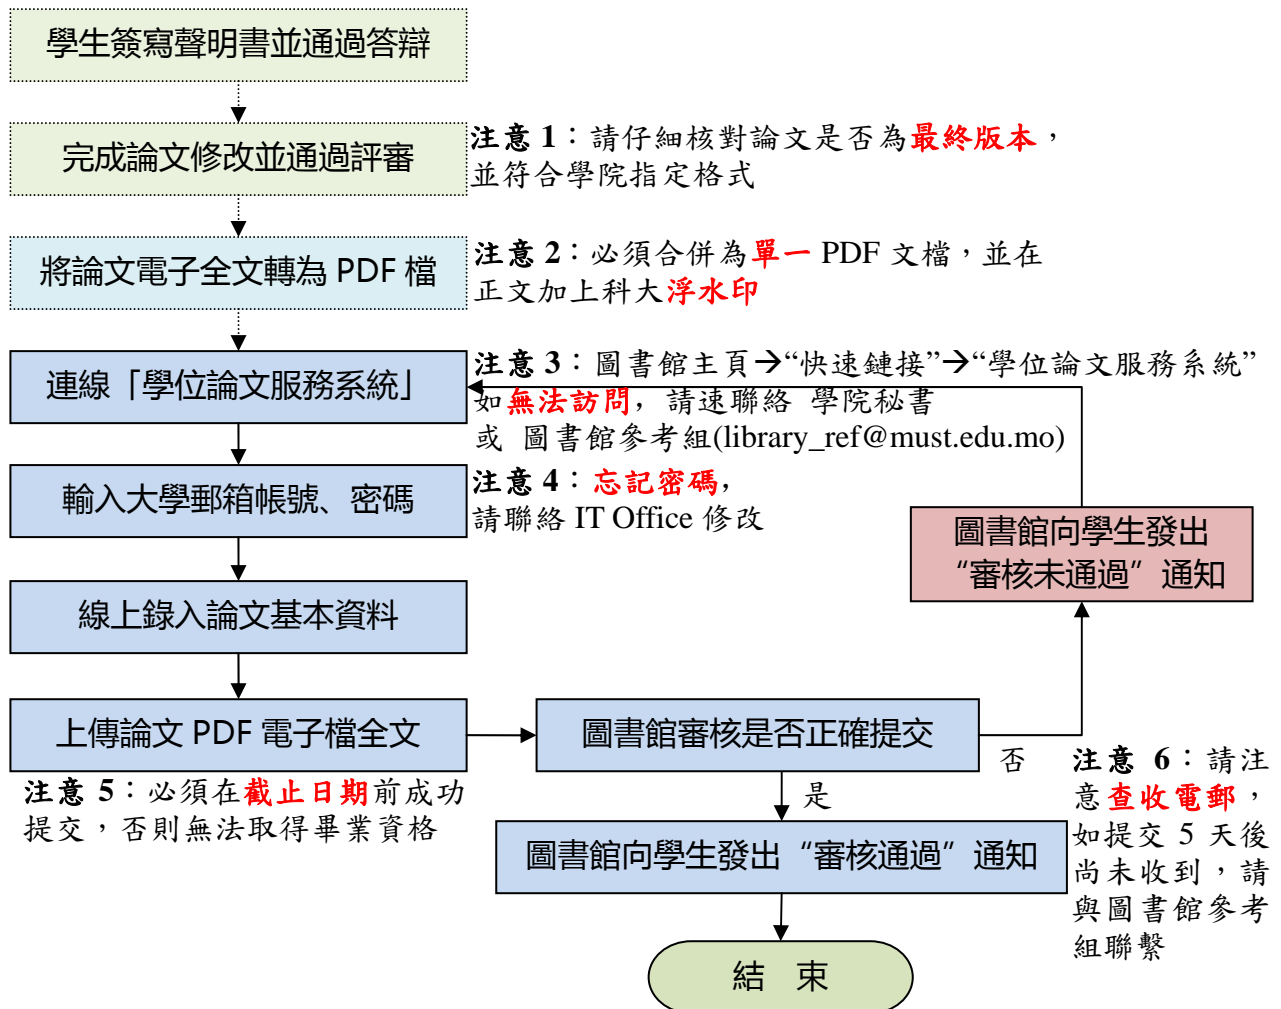 學生簽寫聲明書並通過答辯
完成論文修改並通過評審
注意 1：請仔細核對論文是否為最終版本，
並符合學院指定格式
將論文電子全文轉為 PDF 檔
注意 2：必須合併為單一 PDF 文檔，並在
正文加上科大浮水印
連線「學位論文服務系統」
注意 3：圖書館主頁→“快速鏈接”→“學位論文服務系統”
如無法訪問，請速聯絡 學院秘書
或 圖書館參考組(library_ref@must.edu.mo)
輸入大學郵箱帳號、密碼
注意 4：忘記密碼，
請聯絡 IT Office 修改
圖書館向學生發出
“審核未通過”通知
線上錄入論文基本資料
上傳論文 PDF 電子檔全文
注意 5：必須在截止日期前成功
提交，否則無法取得畢業資格
圖書館審核是否正確提交
否
是
注意 6：請注
意查收電郵，
如提交 5 天後
尚未收到，請
與圖書館參考
組聯繫
圖書館向學生發出“審核通過”通知
結 束